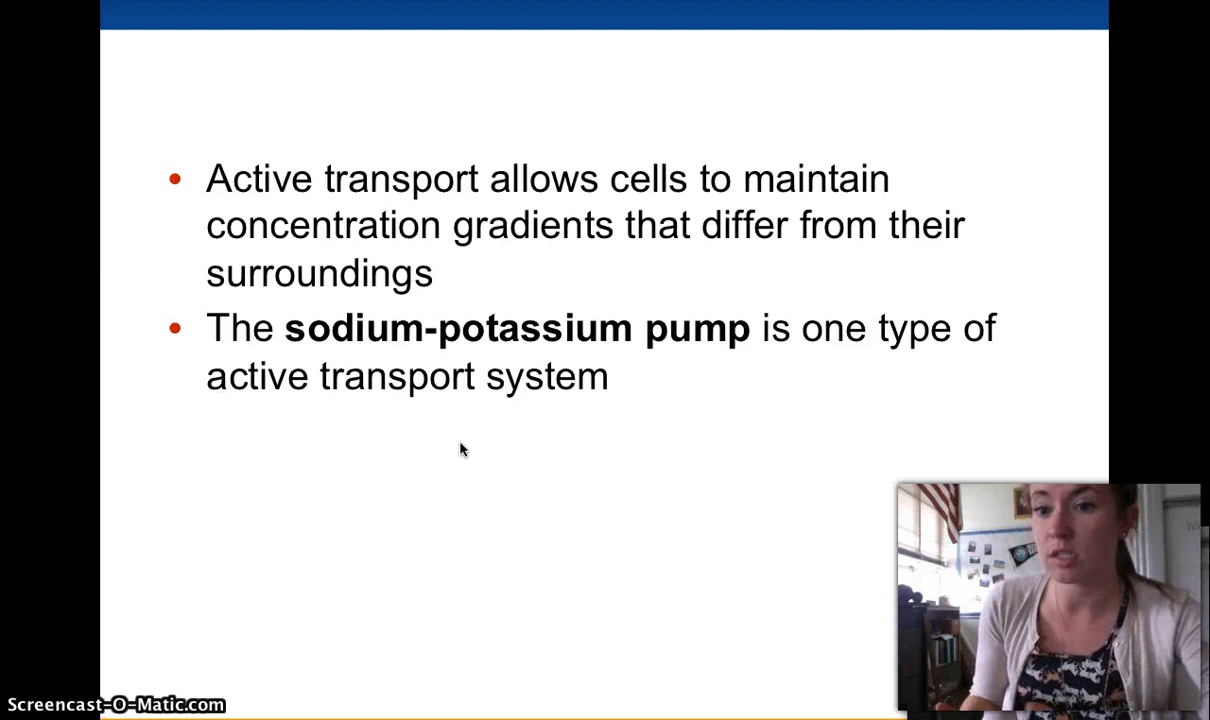 • Active transport allows cells to maintain
concentration gradients that differ from their
surroundings
• The sodium-potassium pump is one type of
active transport system
Screencast-O-Matic.com